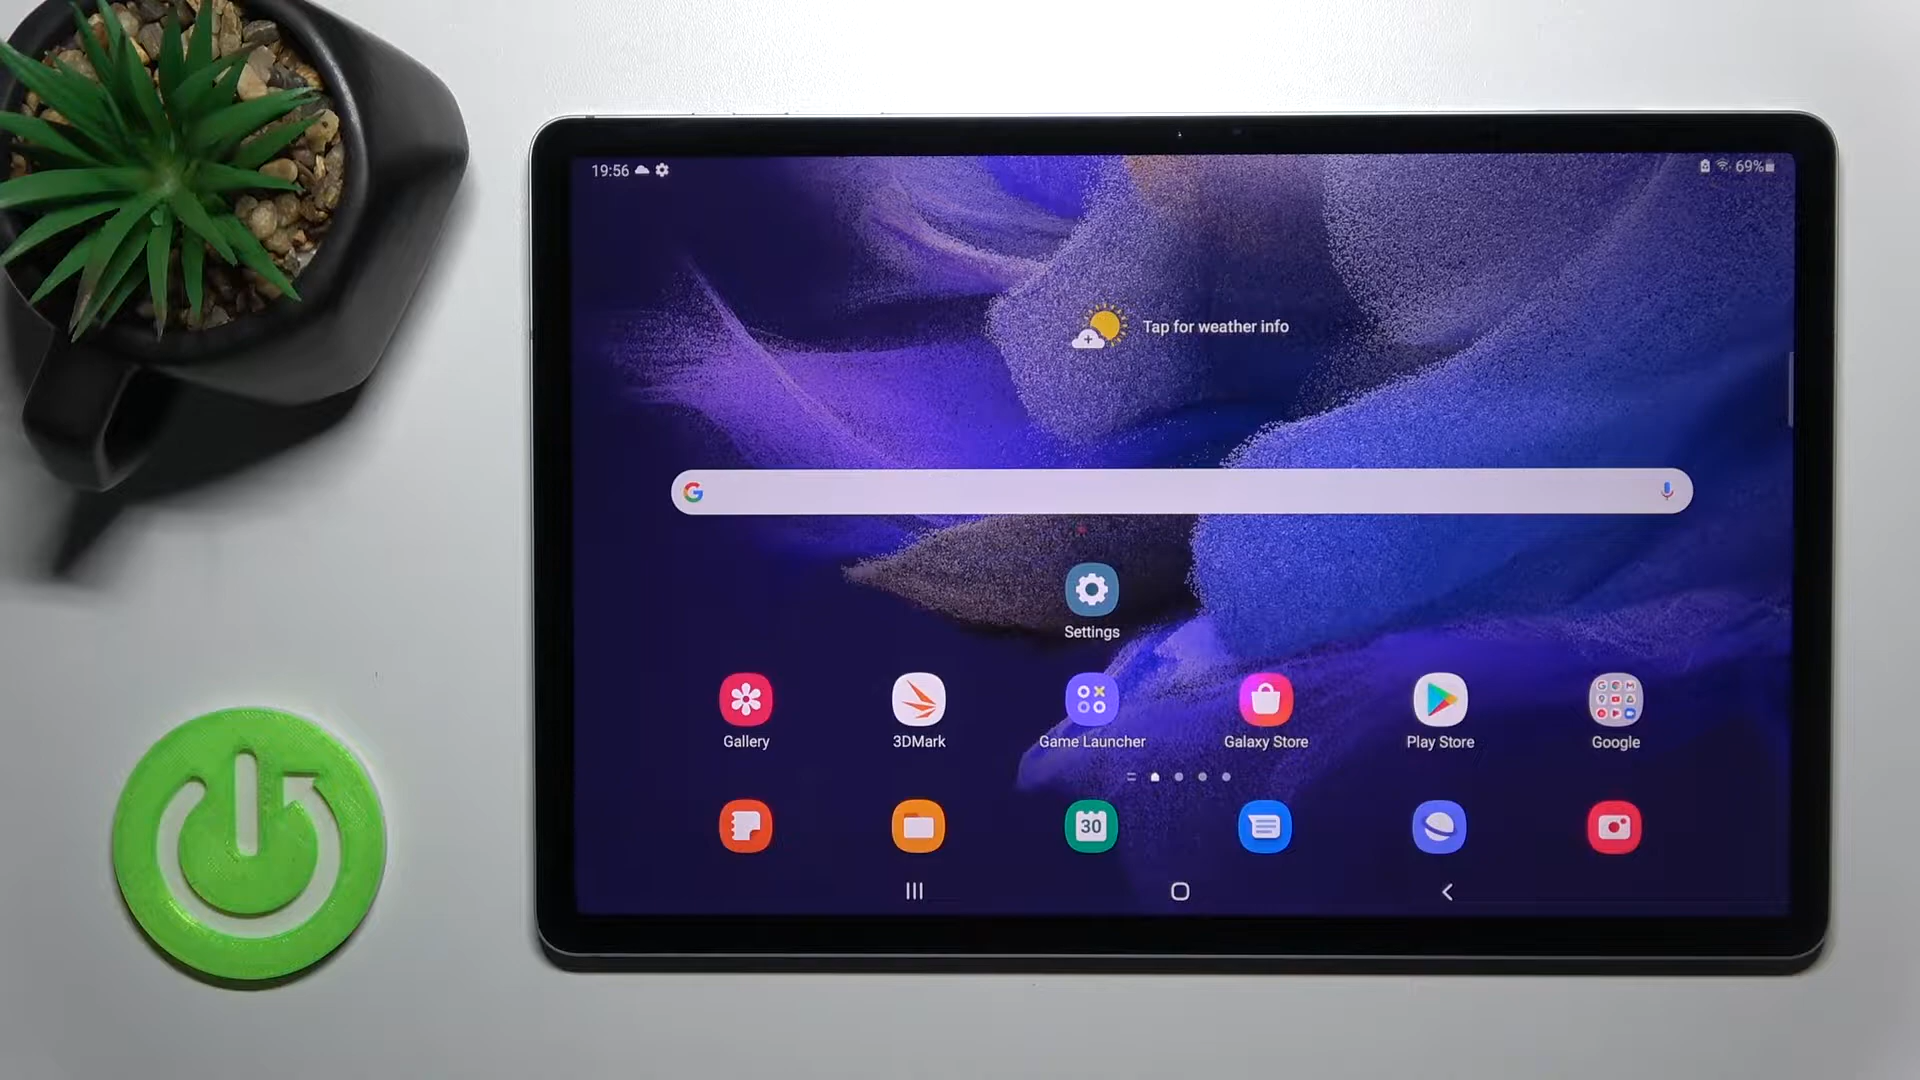 19:56
69%
Tap for weather info
G
Settings
Gallery
3DMark
Game Launcher
Galaxy Store
Play Store
Google
30